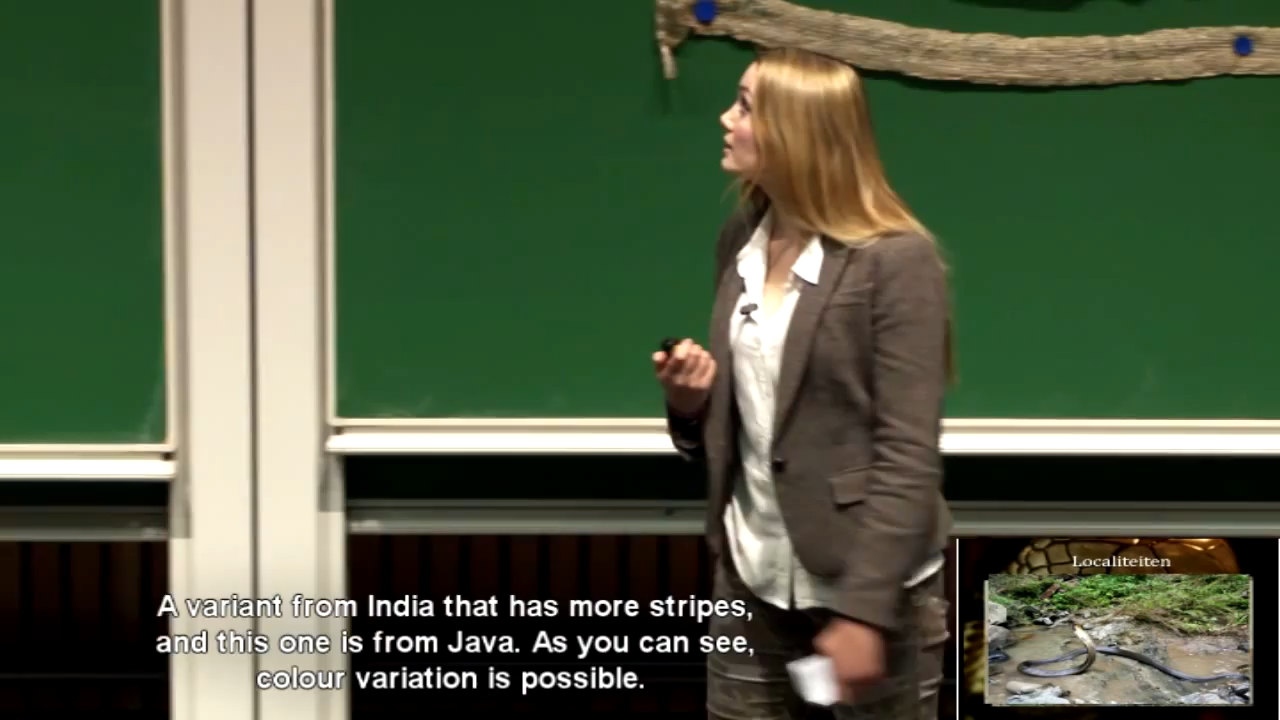 Localiteiten
A variant from India that has more stripes,
and this one is from Java. As you can see,
colour variation is possible.